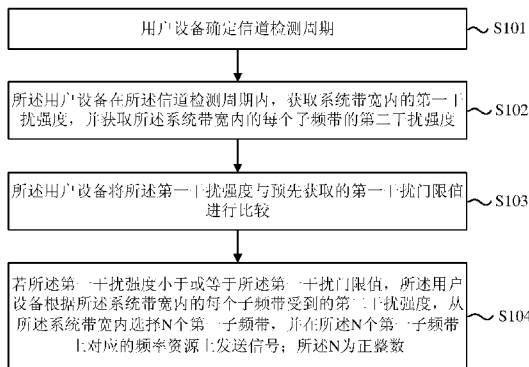 用户设备确定信道检测周期
S101
所述用户设备在所述信道检测周期内，获取系统带宽内的第一干
扰强度，并获取所述系统带宽内的每个子频带的第二干扰强度
S102
所述用户设备将所述第一干扰强度与预先获取的第一干扰门限值
进行比较
S103
若所述第一干扰强度小于或等于所述第一干扰门限值，所述用户
设备根据所述系统带宽内的每个子频带受到的第二干扰强度，从
所述系统带宽内选择N个第一子频带，并在所述N个第一子频带
上对应的频率资源上发送信号；所述N为正整数
S104